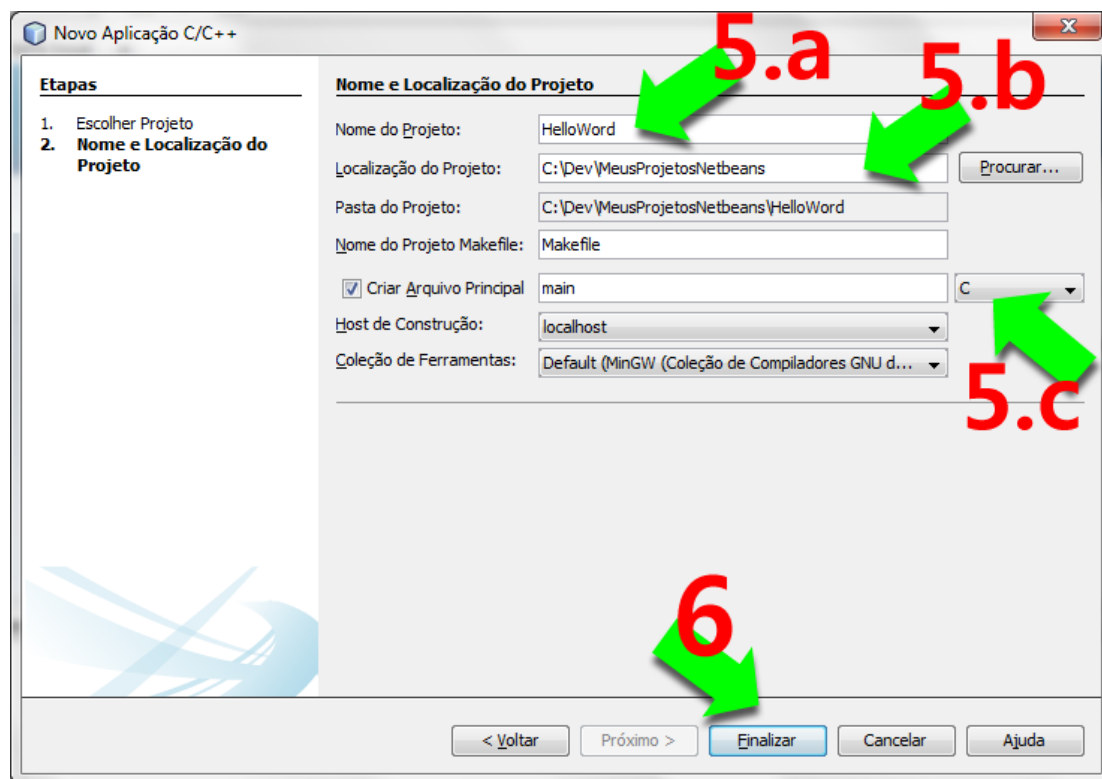 Novo Aplicação C/C++
5.a
5.b
Etapas
1. Escolher Projeto
2. Nome e Localização do
Projeto
Nome e Localização do Projeto
Nome do Projeto: HelloWord
Localização do Projeto: C:\Dev\MeusProjetosNetbeans Procurar...
Pasta do Projeto: C:\Dev\MeusProjetosNetbeans\HelloWord
Nome do Projeto Makefile: Makefile
Criar Arquivo Principal main C
Host de Construção: localhost
Coleção de Ferramentas: Default (MinGW (Coleção de Compiladores GNU d...
5.c
6
< Voltar Próximo > Finalizar Cancelar Ajuda